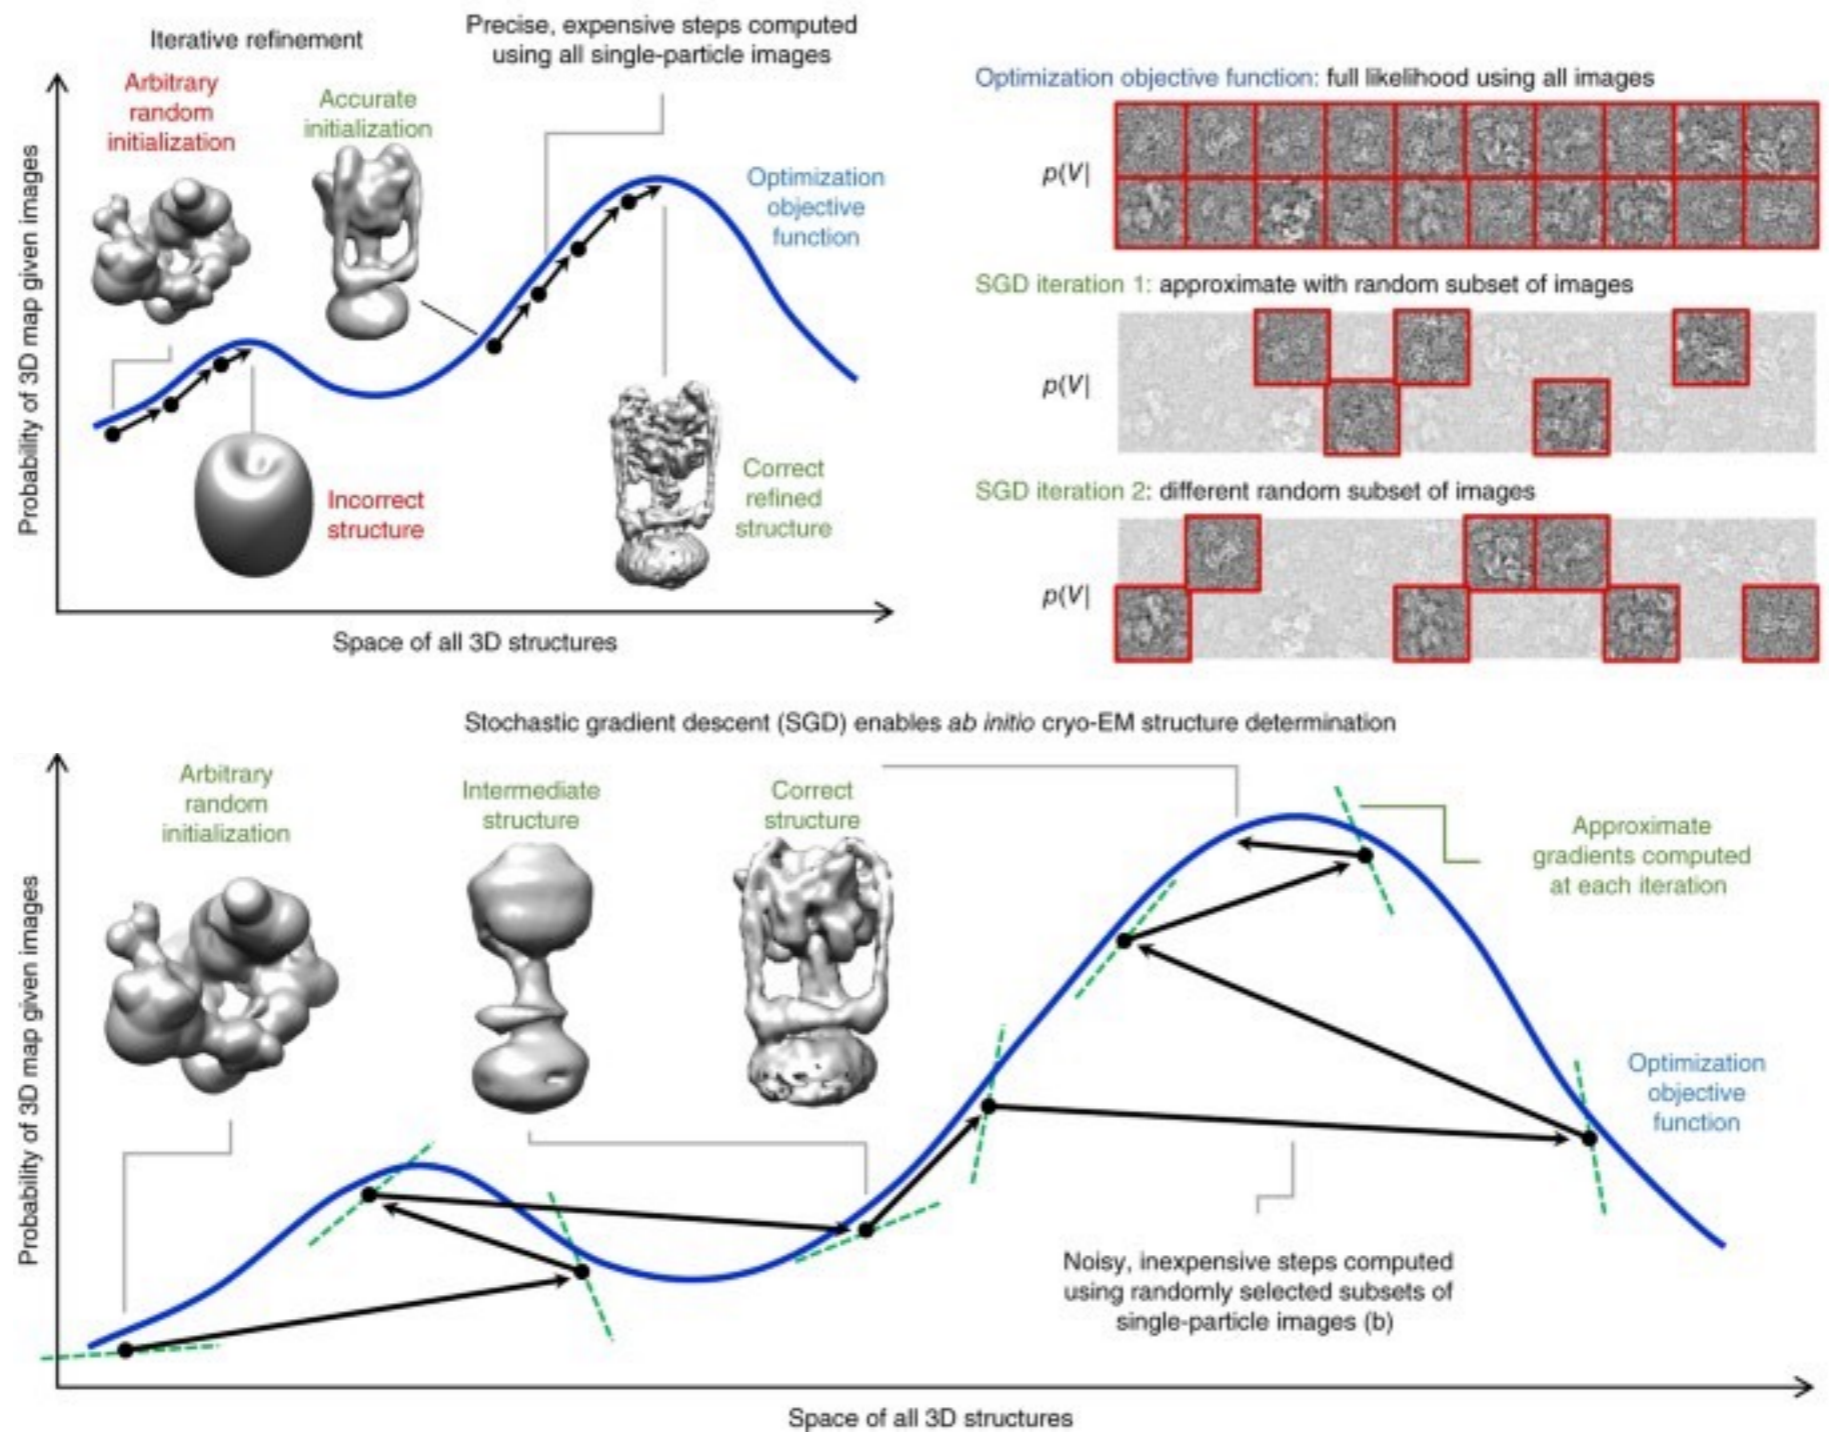 Iterative refinement
Precise, expensive steps computed
using all single-particle images
Arbitrary
random
initialization
Accurate
initialization
Optimization
objective
function
Incorrect
structure
Correct
refined
structure
Probability of 3D map given images
Space of all 3D structures
Optimization objective function: full likelihood using all images
p(V|
SGD iteration 1: approximate with random subset of images
p(V|
SGD iteration 2: different random subset of images
p(V|
Stochastic gradient descent (SGD) enables ab initio cryo-EM structure determination
Arbitrary
random
initialization
Intermediate
structure
Correct
structure
Approximate
gradients computed
at each iteration
Optimization
objective
function
Noisy, inexpensive steps computed
using randomly selected subsets of
single-particle images (b)
Probability of 3D map given images
Space of all 3D structures